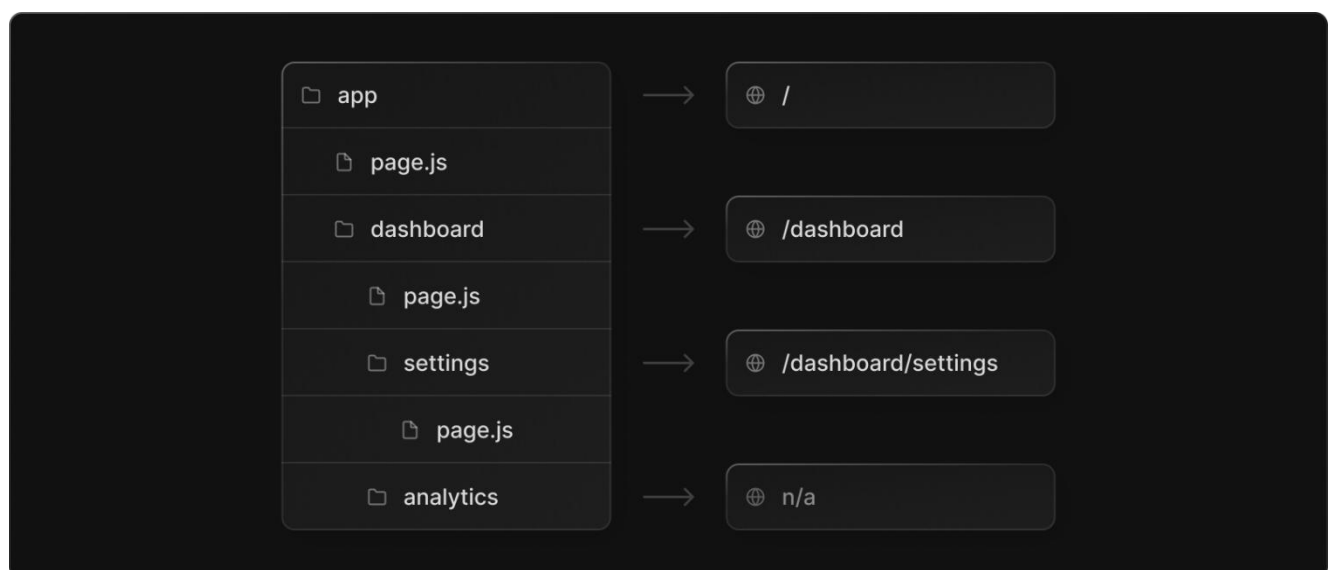 app
/
page.js
dashboard
/dashboard
page.js
settings
/dashboard/settings
page.js
analytics
n/a